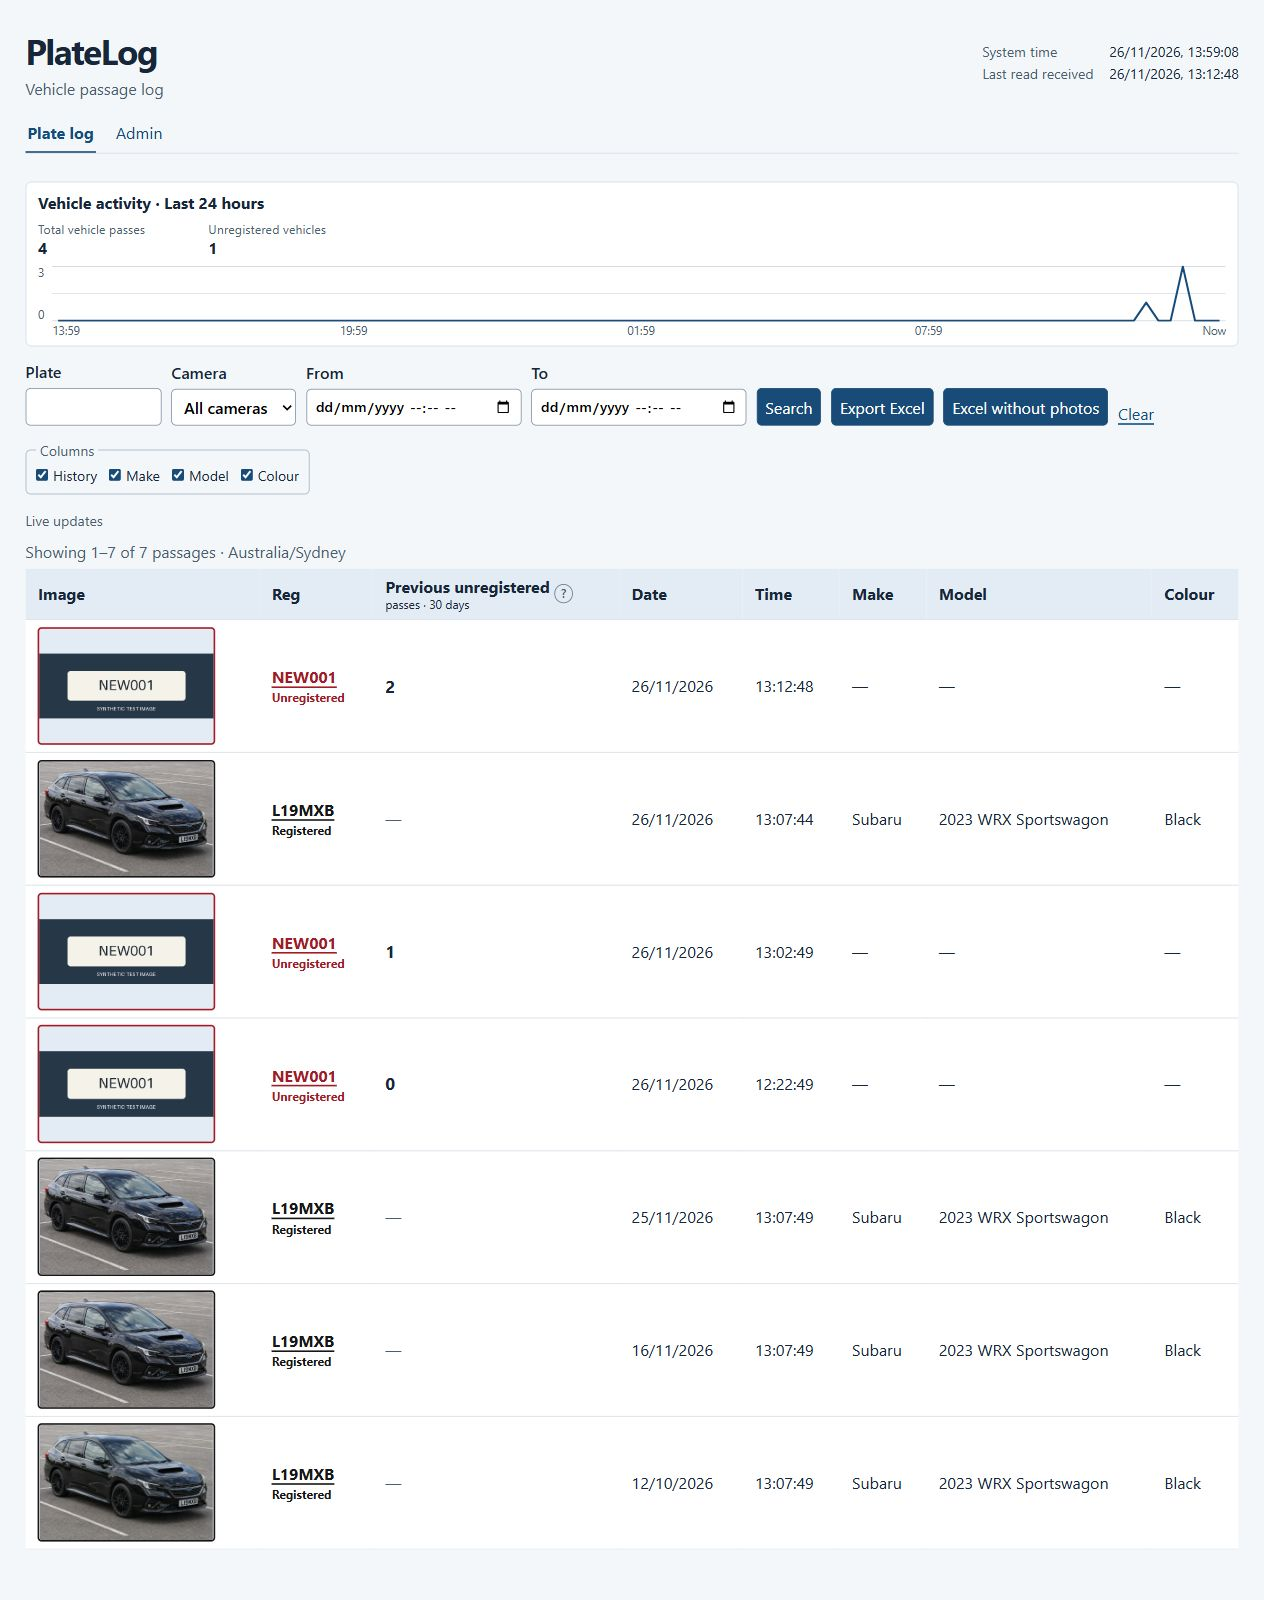 PlateLog
Vehicle passage log
System time 26/11/2026, 13:59:08
Last read received 26/11/2026, 13:12:48
Plate log Admin
Vehicle activity · Last 24 hours
Total vehicle passes Unregistered vehicles
4 1
3
0
13:59 19:59 01:59 07:59 Now
Plate Camera From To
All cameras dd/mm/yyyy --:-- -- dd/mm/yyyy --:-- -- Search Export Excel Excel without photos Clear
Columns
History Make Model Colour
Live updates
Showing 1–7 of 7 passages · Australia/Sydney
Image Reg Previous unregistered ? Date Time Make Model Colour
passes · 30 days
NEW001
SYNTHETIC TEST IMAGE
NEW001 2 26/11/2026 13:12:48 — — —
Unregistered
L19MXB
L19MXB — 26/11/2026 13:07:44 Subaru 2023 WRX Sportswagon Black
Registered
NEW001
SYNTHETIC TEST IMAGE
NEW001 1 26/11/2026 13:02:49 — — —
Unregistered
NEW001
SYNTHETIC TEST IMAGE
NEW001 0 26/11/2026 12:22:49 — — —
Unregistered
L19MXB
L19MXB — 25/11/2026 13:07:49 Subaru 2023 WRX Sportswagon Black
Registered
L19MXB
L19MXB — 16/11/2026 13:07:49 Subaru 2023 WRX Sportswagon Black
Registered
L19MXB
L19MXB — 12/10/2026 13:07:49 Subaru 2023 WRX Sportswagon Black
Registered